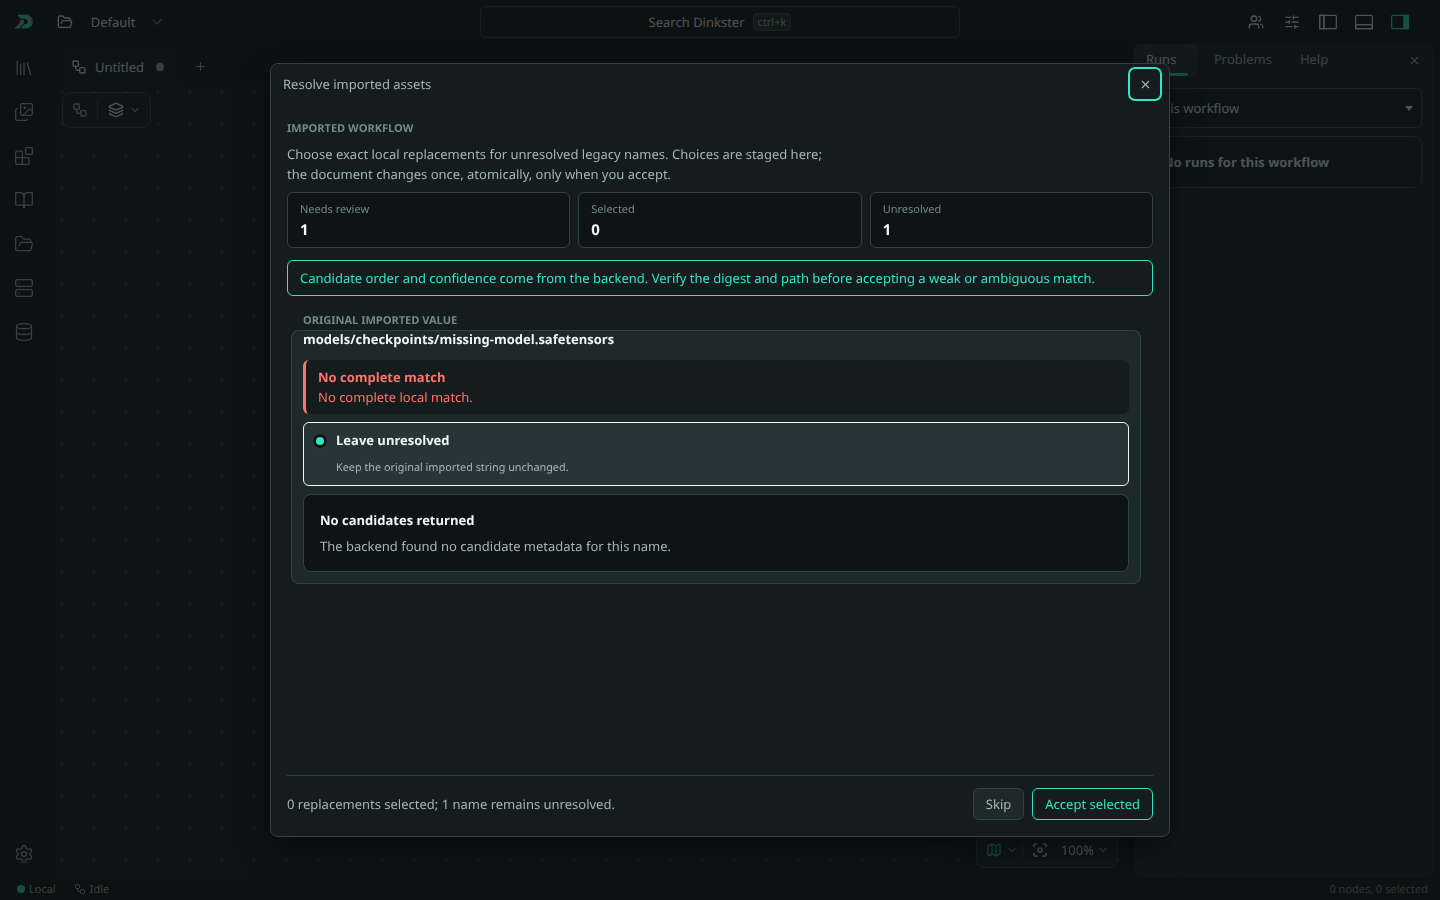 Default
Search Dinkster ctrl+k
Untitled
Runs Problems Help
is workflow
No runs for this workflow
Resolve imported assets
IMPORTED WORKFLOW
Choose exact local replacements for unresolved legacy names. Choices are staged here;
the document changes once, atomically, only when you accept.
Needs review
1
Selected
0
Unresolved
1
Candidate order and confidence come from the backend. Verify the digest and path before accepting a weak or ambiguous match.
ORIGINAL IMPORTED VALUE
models/checkpoints/missing-model.safetensors
No complete match
No complete local match.
Leave unresolved
Keep the original imported string unchanged.
No candidates returned
The backend found no candidate metadata for this name.
0 replacements selected; 1 name remains unresolved.
Skip
Accept selected
100%
Local
Idle
0 nodes, 0 selected